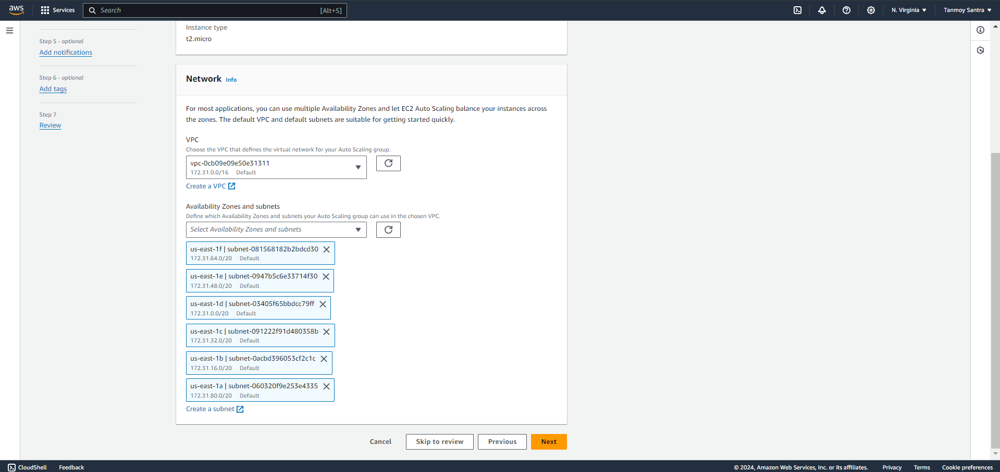 aws
Services
Search
[Alt+S]
N. Virginia
Tanmoy Santra
Step 5 - optional
Add notifications
Step 6 - optional
Add tags
Step 7
Review
Instance type
t2.micro
Network Info
For most applications, you can use multiple Availability Zones and let EC2 Auto Scaling balance your instances across
the zones. The default VPC and default subnets are suitable for getting started quickly.
VPC
Choose the VPC that defines the virtual network for your Auto Scaling group.
vpc-0cb09e09e50e31311
172.31.0.0/16 Default
Create a VPC
Availability Zones and subnets
Define which Availability Zones and subnets your Auto Scaling group can use in the chosen VPC.
Select Availability Zones and subnets
us-east-1f | subnet-081568182b2bdcd30
172.31.64.0/20 Default
us-east-1e | subnet-0947b5c6e33714f30
172.31.48.0/20 Default
us-east-1d | subnet-03405f65bbdcc79ff
172.31.0.0/20 Default
us-east-1c | subnet-091222f91d480358b
172.31.32.0/20 Default
us-east-1b | subnet-0acbd396053cf2c1c
172.31.16.0/20 Default
us-east-1a | subnet-060320f9e253e4335
172.31.80.0/20 Default
Create a subnet
Cancel
Skip to review
Previous
Next
CloudShell
Feedback
© 2024, Amazon Web Services, Inc. or its affiliates.
Privacy
Terms
Cookie preferences